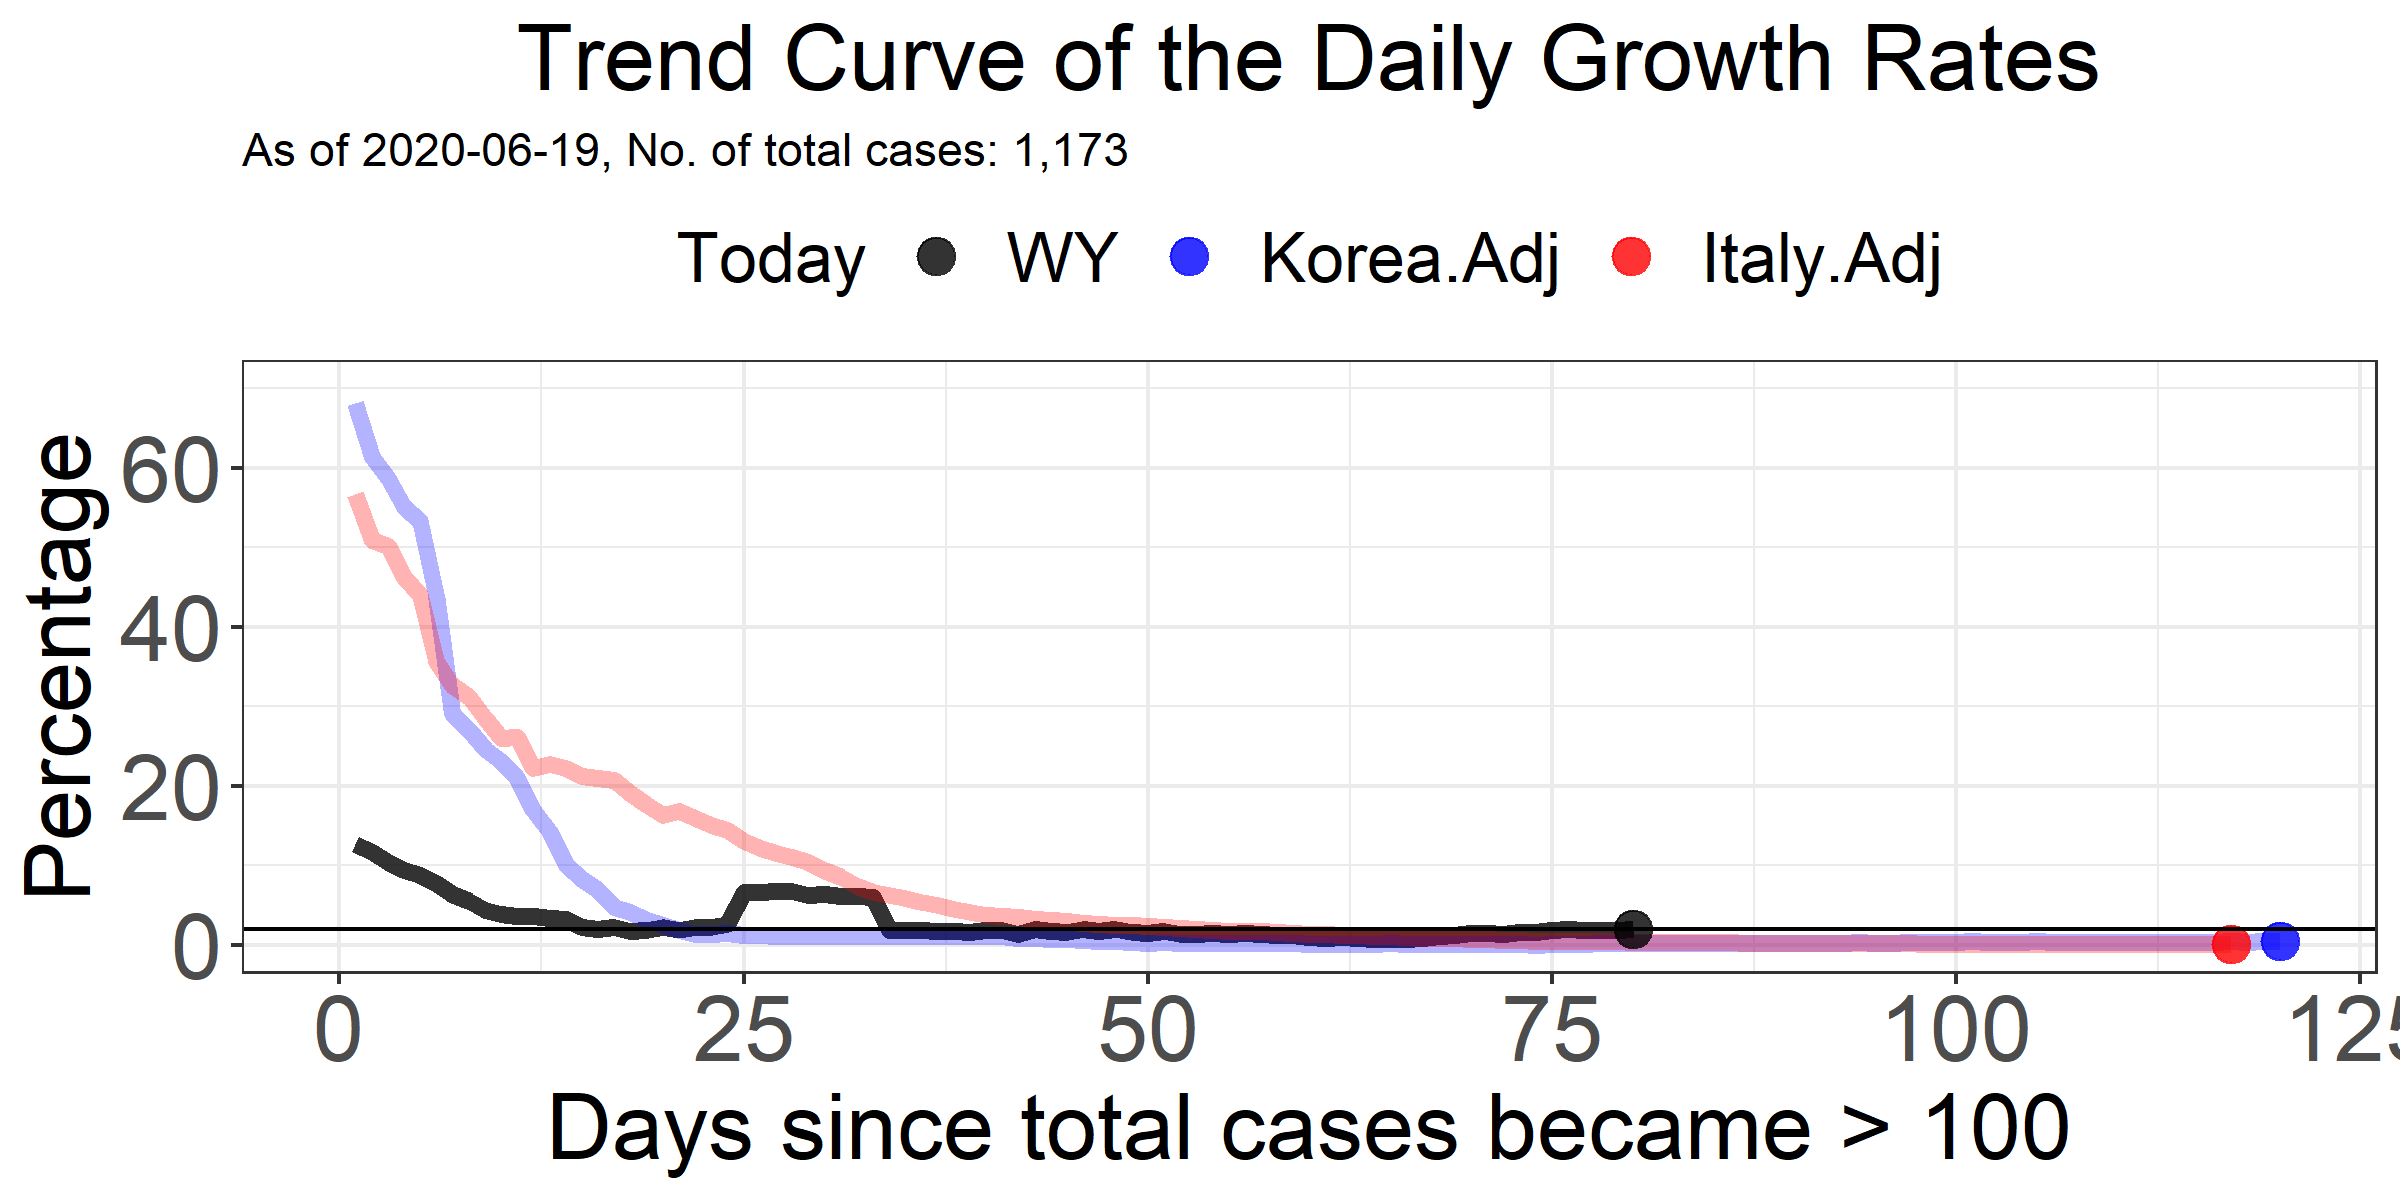 Trend Curve of the Daily Growth Rates
As of 2020-06-19, No. of total cases: 1,173
Today WY Korea.Adj Italy.Adj
Percentage
60
40
20
0
0 25 50 75 100 125
Days since total cases became > 100